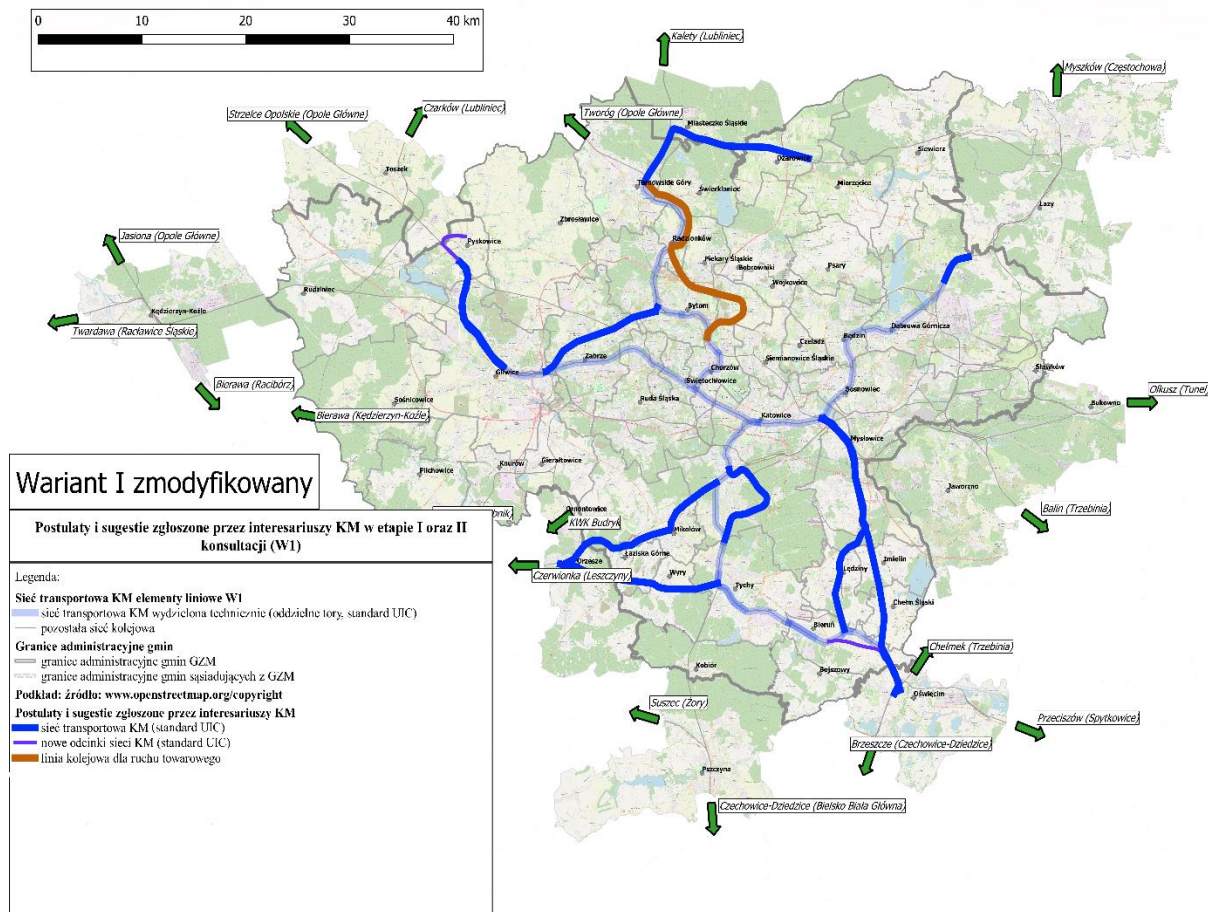 0 10 20 30 40 km
Kalety (Lubliniec)
Myszków (Częstochowa)
Strzelce Opolskie (Opole Główne)
Czarków (Lubliniec)
Tworóg (Opole Główne)
Miasteczko Śląskie
Ożarowice
Siewierz
Toszek
Tarnowskie Góry
Świerklaniec
Mierzęcice
Łazy
Zbrosławice
Jasiona (Opole Główne)
Pyskowice
Radzionków
Piekary Śląskie
Bobrowniki
Psary
Wojkowice
Rudziniec
Kędzierzyn-Koźle
Bytom
Twardawa (Racławice Śląskie)
Dąbrowa Górnicza
Będzin
Czeladź
Zabrze
Siemianowice Śląskie
Chorzów
Sławków
Gliwice
Świętochłowice
Bierawa (Racibórz)
Sośnicowice
Ruda Śląska
Sosnowiec
Olkusz (Tunel)
Bukowno
Bierawa (Kędzierzyn-Koźle)
Katowice
Mysłowice
Gierałtowice
Knurów
Pilchowice
Wariant I zmodyfikowany
Jaworzno
Ornontowice
KWK Budryk
Balin (Trzebinia)
Mikołów
Postulaty i sugestie zgłoszone przez interesariuszy KM w etapie I oraz II
konsultacji (W1)
Orzesze
Łaziska Górne
Imielin
Czerwionka (Leszczyny)
Wyry
Lędziny
Tychy
Chełm Śląski
Legenda:
Sieć transportowa KM elementy liniowe W1
sieć transportowa KM wydzielona technicznie (oddzielne tory, standard UIC)
pozostała sieć kolejowa
Granice administracyjne gmin
granice administracyjne gmin GZM
granice administracyjne gmin sąsiadujących z GZM
Podkład: źródło: www.openstreetmap.org/copyright
Postulaty i sugestie zgłoszone przez interesariuszy KM
sieć transportowa KM (standard UIC)
nowe odcinki sieci KM (standard UIC)
linia kolejowa dla ruchu towarowego
Bieruń
Chełmek (Trzebinia)
Kobiór
Bojszowy
Oświęcim
Suszec (Żory)
Przeciszów (Spytkowice)
Brzeszcze (Czechowice-Dziedzice)
Pszczyna
Czechowice-Dziedzice (Bielsko Biała Główna)